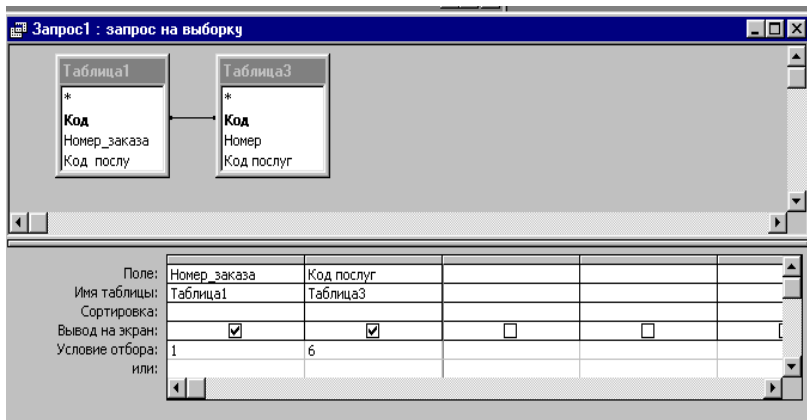 Запрос1 : запрос на выборку
Таблица1 Таблица3
* *
Код Код
Номер_заказа Номер
Код послу Код послуг
Поле: Номер_заказа Код послуг
Имя таблицы: Таблица1 Таблица3
Сортировка:
Вывод на экран:
Условие отбора: 1 6
или: